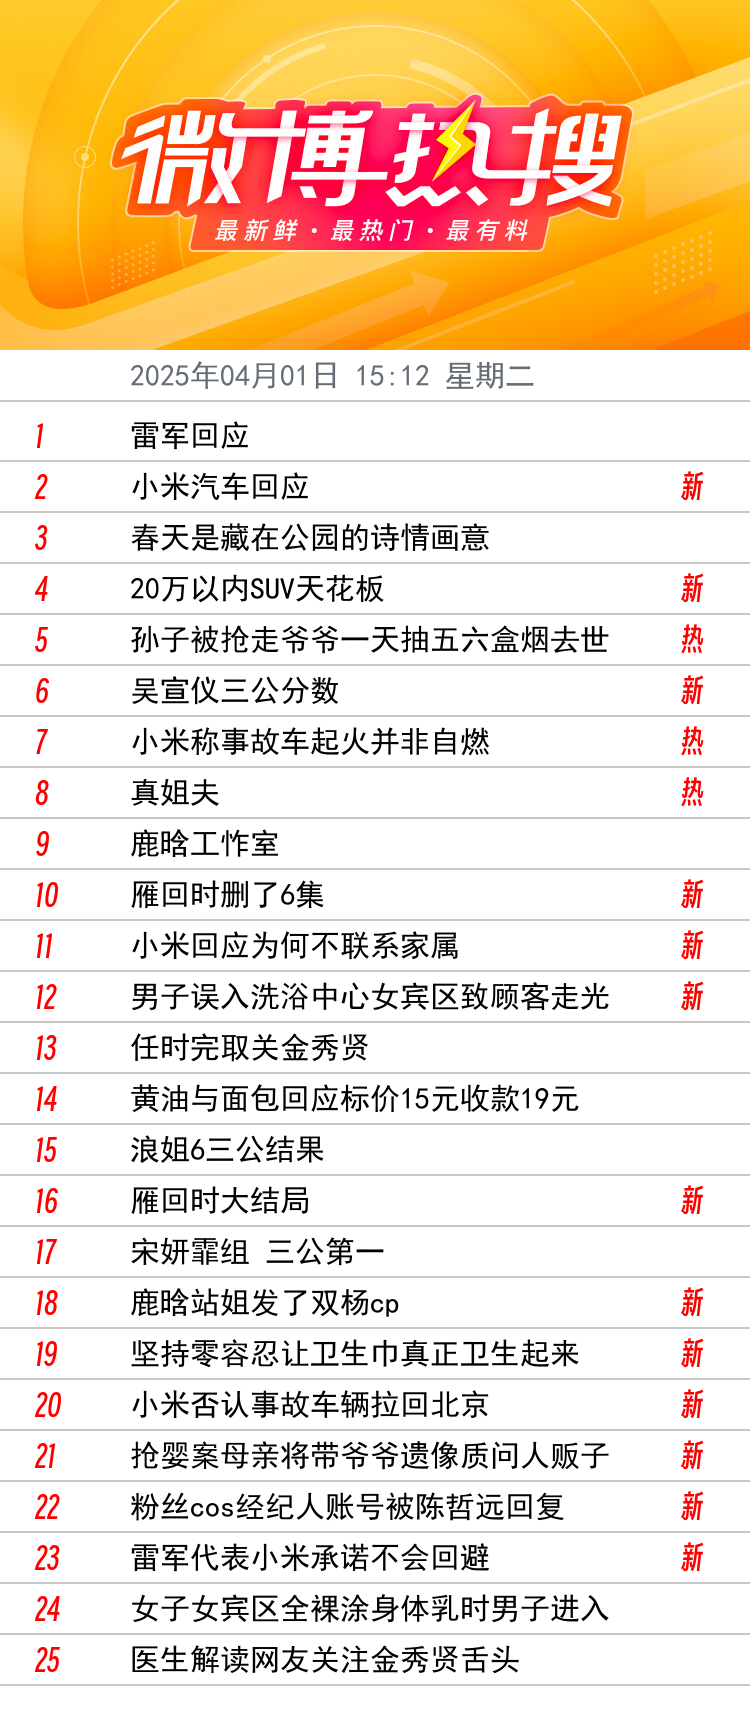 微博热搜
最新鲜·最热门·最有料
2025年04月01日 15:12 星期二
1 雷军回应
2 小米汽车回应 新
3 春天是藏在公园的诗情画意
4 20万以内SUV天花板 新
5 孙子被抢走爷爷一天抽五六盒烟去世 热
6 吴宣仪三公分数 新
7 小米称事故车起火并非自燃 热
8 真姐夫 热
9 鹿晗工怍室
10 雁回时删了6集 新
11 小米回应为何不联系家属 新
12 男子误入洗浴中心女宾区致顾客走光 新
13 任时完取关金秀贤
14 黄油与面包回应标价15元收款19元
15 浪姐6三公结果
16 雁回时大结局 新
17 宋妍霏组 三公第一
18 鹿晗站姐发了双杨cp 新
19 坚持零容忍让卫生巾真正卫生起来 新
20 小米否认事故车辆拉回北京 新
21 抢婴案母亲将带爷爷遗像质问人贩子 新
22 粉丝cos经纪人账号被陈哲远回复 新
23 雷军代表小米承诺不会回避 新
24 女子女宾区全裸涂身体乳时男子进入
25 医生解读网友关注金秀贤舌头